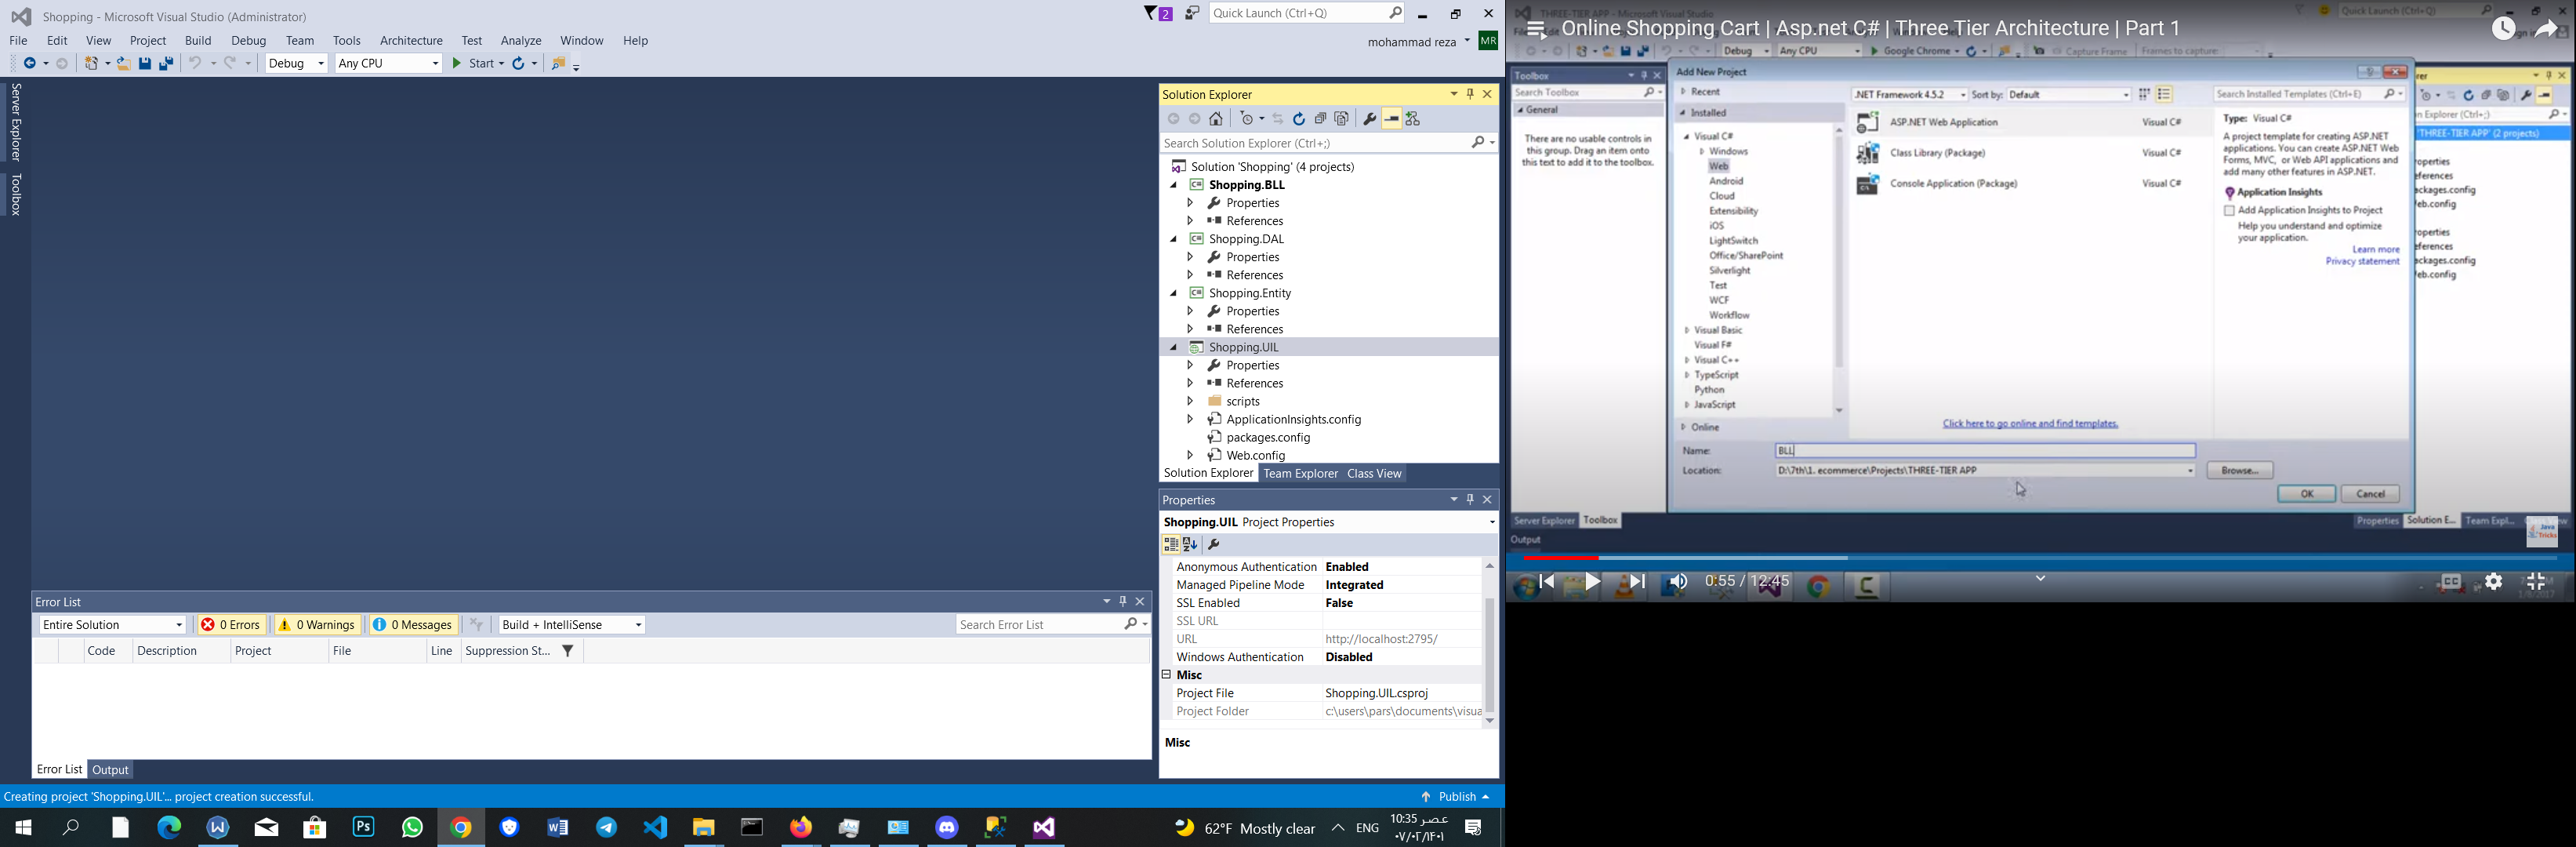 Shopping - Microsoft Visual Studio (Administrator)
2
Quick Launch (Ctrl+Q)
File Edit View Project Build Debug Team Tools Architecture Test Analyze Window Help
mohammad reza
MR
Debug
Any CPU
Start
Server Explorer
Toolbox
Solution Explorer
Search Solution Explorer (Ctrl+;)
Solution 'Shopping' (4 projects)
Shopping.BLL
Properties
References
Shopping.DAL
Properties
References
Shopping.Entity
Properties
References
Shopping.UIL
Properties
References
scripts
ApplicationInsights.config
packages.config
Web.config
Solution Explorer Team Explorer Class View
Properties
Shopping.UIL Project Properties
Anonymous Authentication Enabled
Managed Pipeline Mode Integrated
SSL Enabled False
SSL URL
URL http://localhost:2795/
Windows Authentication Disabled
Misc
Project File Shopping.UIL.csproj
Project Folder c:\users\pars\documents\visua
Misc
Error List
Entire Solution
0 Errors
0 Warnings
0 Messages
Build + IntelliSense
Search Error List
Code Description Project File Line Suppression St...
Error List Output
Creating project 'Shopping.UIL'... project creation successful.
Publish
62°F Mostly clear
ENG
10:35 عصر
۰۷/۰۲/۱۴۰۱
THREE-TIER APP - Microsoft Visual Studio
Quick Launch (Ctrl+Q)
Online Shopping Cart | Asp.net C# | Three Tier Architecture | Part 1
Debug
Any CPU
Google Chrome
Capture Frame
Frames to capture:
Toolbox
Search Toolbox
General
There are no usable controls in
this group. Drag an item onto
this text to add it to the toolbox.
Add New Project
Recent
.NET Framework 4.5.2
Sort by: Default
Search Installed Templates (Ctrl+E)
Installed
Visual C#
Windows
Web
Android
Cloud
Extensibility
iOS
LightSwitch
Office/SharePoint
Silverlight
Test
WCF
Workflow
Visual Basic
Visual F#
Visual C++
TypeScript
Python
JavaScript
Online
ASP.NET Web Application Visual C#
Class Library (Package) Visual C#
Console Application (Package) Visual C#
Type: Visual C#
A project template for creating ASP.NET
applications. You can create ASP.NET Web
Forms, MVC, or Web API applications and
add many other features in ASP.NET.
Application Insights
Add Application Insights to Project
Help you understand and optimize
your application.
Learn more
Privacy statement
Click here to go online and find templates.
Name: BLL
Location: D:\7th\1. ecommerce\Projects\THREE-TIER APP
Browse...
OK
Cancel
rer
n Explorer (Ctrl+;)
'THREE-TIER APP' (2 projects)
operties
eferences
ackages.config
eb.config
operties
eferences
ackages.config
eb.config
Server Explorer Toolbox
Properties Solution E... Team Expl...
Output
Java
Tricks
0:55 / 12:45
CC